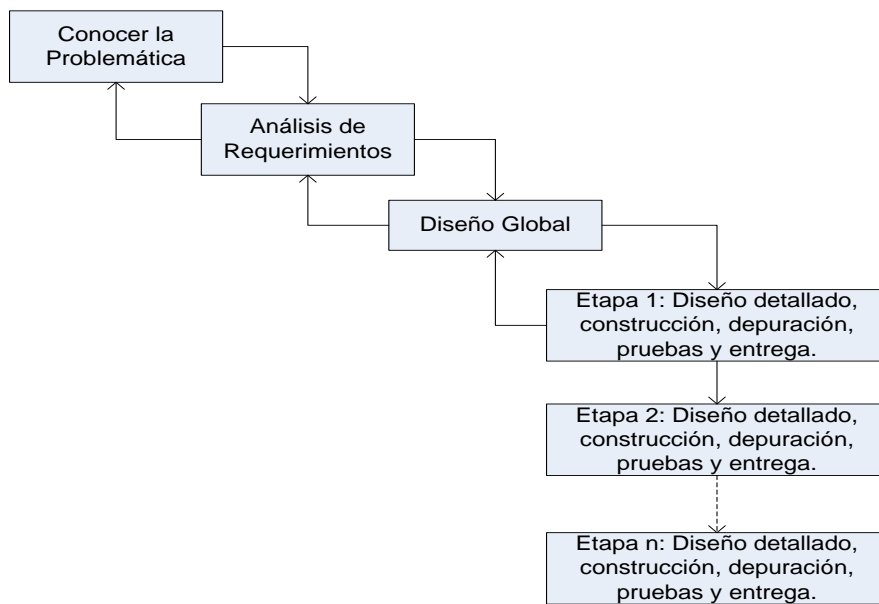 Conocer la
Problemática
Análisis de
Requerimientos
Diseño Global
Etapa 1: Diseño detallado,
construcción, depuración,
pruebas y entrega.
Etapa 2: Diseño detallado,
construcción, depuración,
pruebas y entrega.
Etapa n: Diseño detallado,
construcción, depuración,
pruebas y entrega.